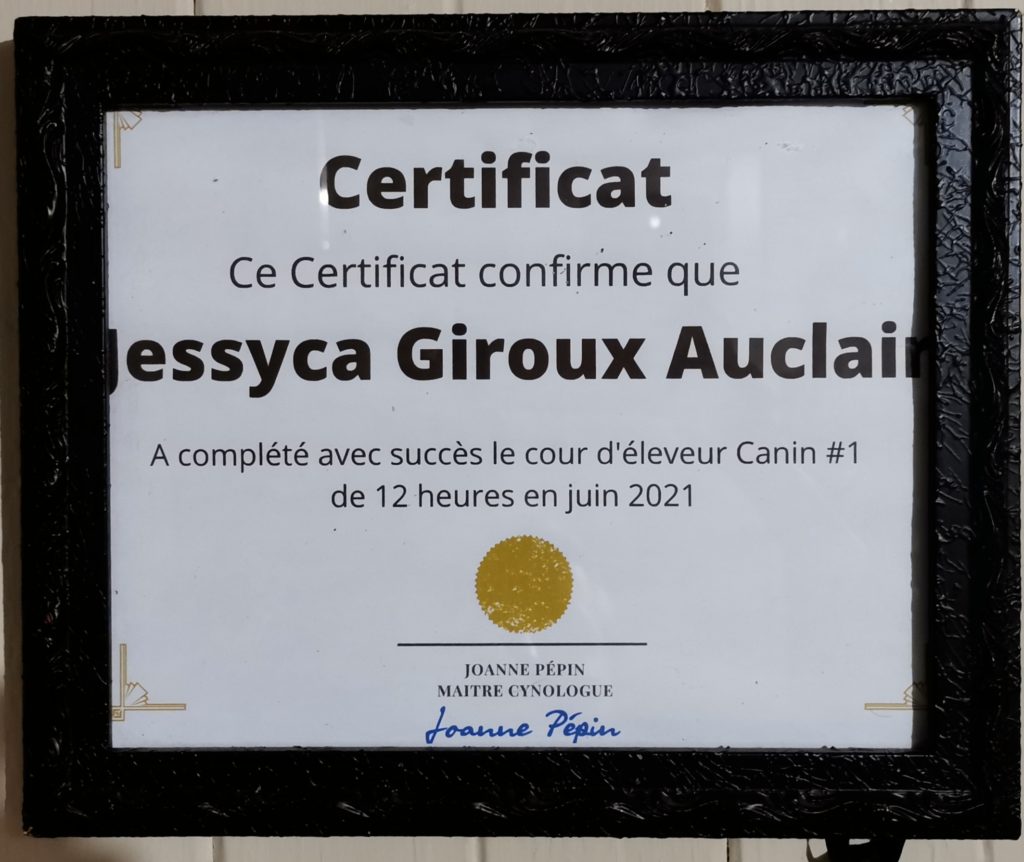 Certificat
Ce Certificat confirme que
Jessyca Giroux Auclair
A complété avec succès le cour d'éleveur Canin #1
de 12 heures en juin 2021
JOANNE PÉPIN
MAITRE CYNOLOGUE
Joanne Pépin